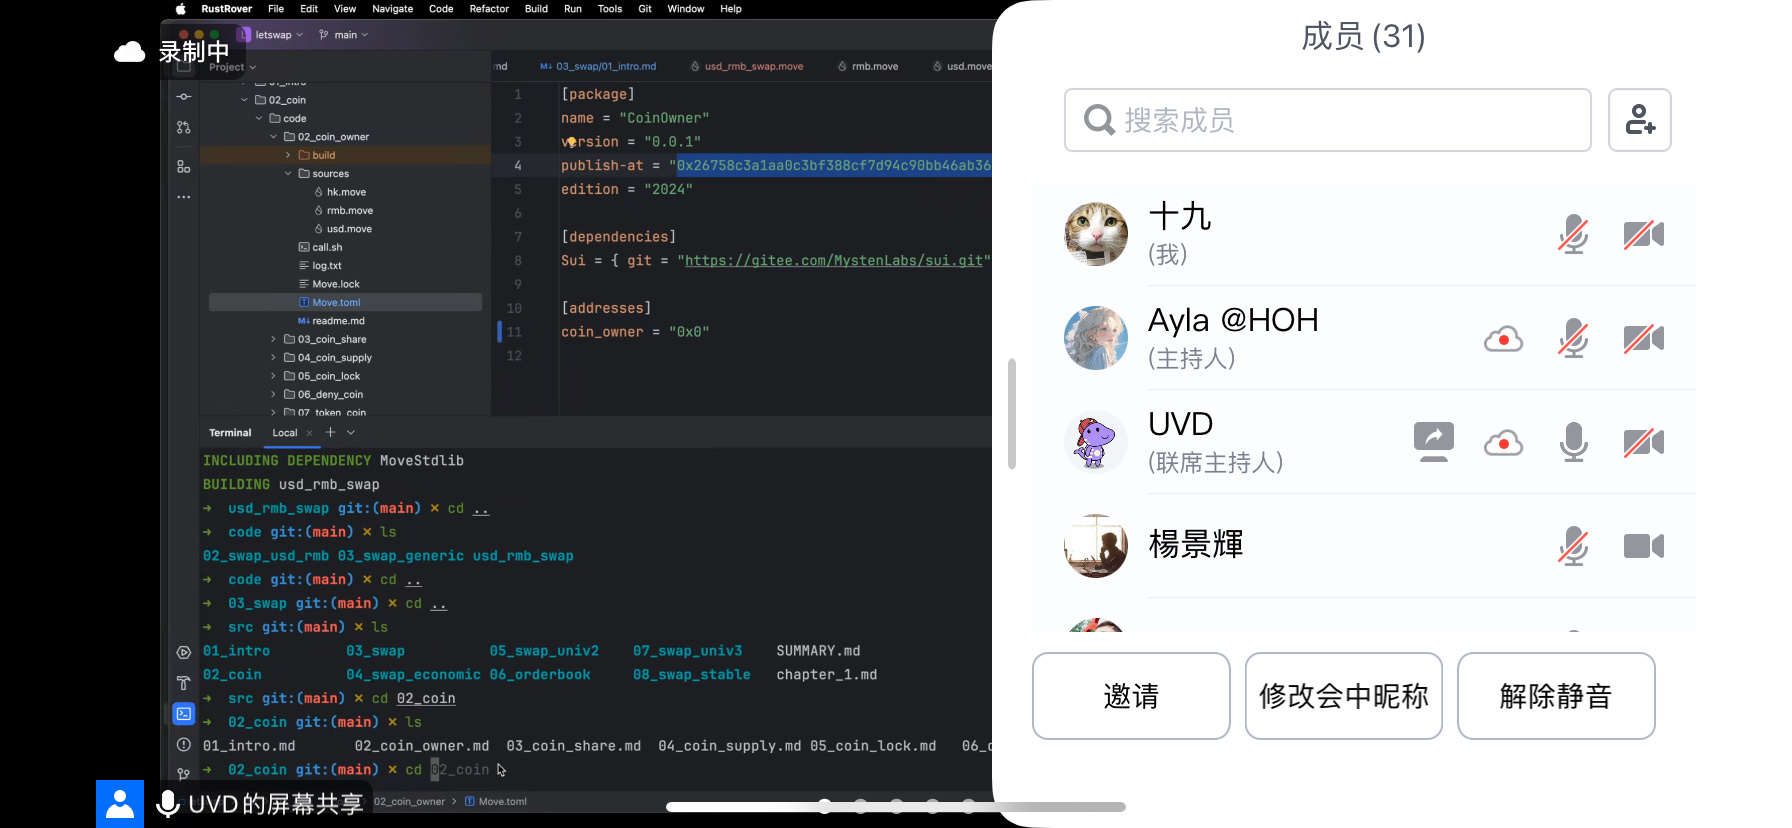 RustRover File Edit View Navigate Code Refactor Build Run Tools Git Window Help
letswap main
录制中
Project
02_coin
code
02_coin_owner
build
sources
hk.move
rmb.move
usd.move
call.sh
log.txt
Move.lock
Move.toml
readme.md
03_coin_share
04_coin_supply
05_coin_lock
06_deny_coin
07_token_coin
md 03_swap/01_intro.md usd_rmb_swap.move rmb.move usd.move
1 [package]
2 name = "CoinOwner"
3 version = "0.0.1"
4 publish-at = "0x26758c3a1aa0c3bf388cf7d94c90bb46ab36
5 edition = "2024"
6
7 [dependencies]
8 Sui = { git = "https://gitee.com/MystenLabs/sui.git"
9
10 [addresses]
11 coin_owner = "0x0"
12
Terminal Local
INCLUDING DEPENDENCY MoveStdlib
BUILDING usd_rmb_swap
→ usd_rmb_swap git:(main) × cd ..
→ code git:(main) × ls
02_swap_usd_rmb 03_swap_generic usd_rmb_swap
→ code git:(main) × cd ..
→ 03_swap git:(main) × cd ..
→ src git:(main) × ls
01_intro 03_swap 05_swap_univ2 07_swap_univ3 SUMMARY.md
02_coin 04_swap_economic 06_orderbook 08_swap_stable chapter_1.md
→ src git:(main) × cd 02_coin
→ 02_coin git:(main) × ls
01_intro.md 02_coin_owner.md 03_coin_share.md 04_coin_supply.md 05_coin_lock.md 06_
→ 02_coin git:(main) × cd 02_coin
UVD的屏幕共享
02_coin_owner > Move.toml
成员 (31)
搜索成员
十九
(我)
Ayla @HOH
(主持人)
UVD
(联席主持人)
楊景輝
邀请 修改会中昵称 解除静音